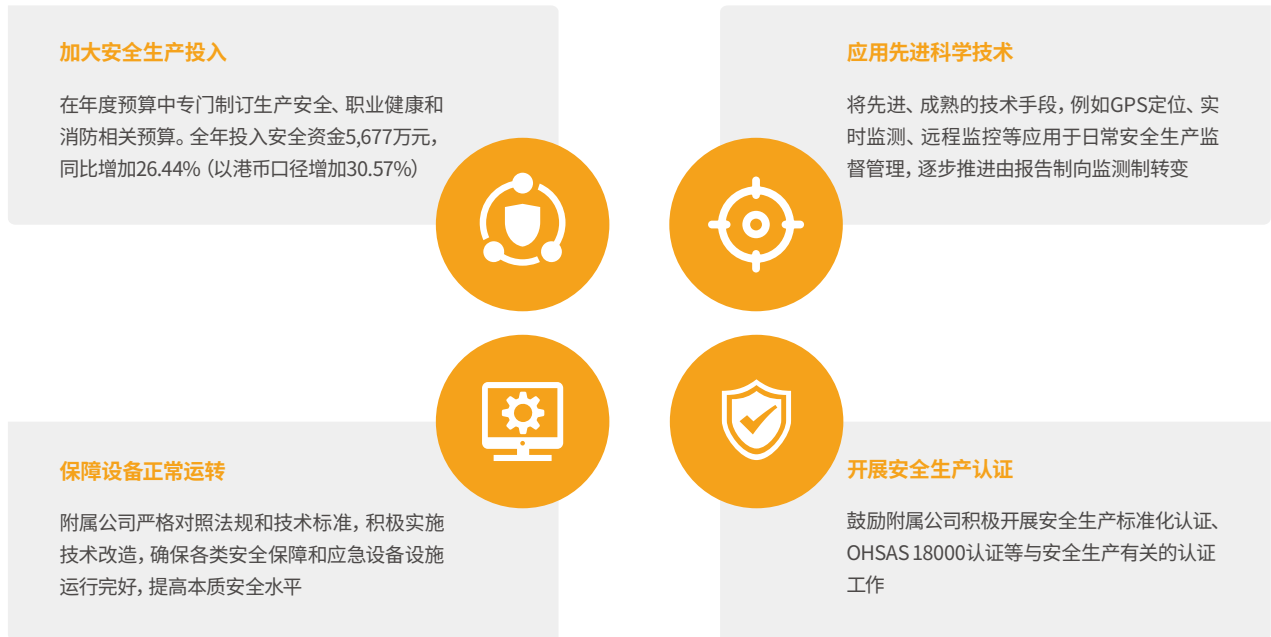 加大安全生产投入
在年度预算中专门制订生产安全、职业健康和
消防相关预算。全年投入安全资金5,677万元，
同比增加26.44%（以港币口径增加30.57%）
应用先进科学技术
将先进、成熟的技术手段，例如GPS定位、实
时监测、远程监控等应用于日常安全生产监
督管理，逐步推进由报告制向监测制转变
保障设备正常运转
附属公司严格对照法规和技术标准，积极实施
技术改造，确保各类安全保障和应急设备设施
运行完好，提高本质安全水平
开展安全生产认证
鼓励附属公司积极开展安全生产标准化认证、
OHSAS 18000认证等与安全生产有关的认证
工作